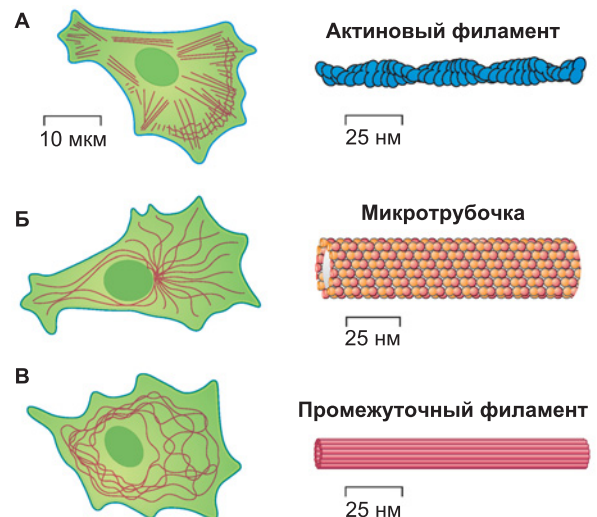 А
Актиновый филамент
10 мкм
25 нм
Б
Микротрубочка
25 нм
В
Промежуточный филамент
25 нм